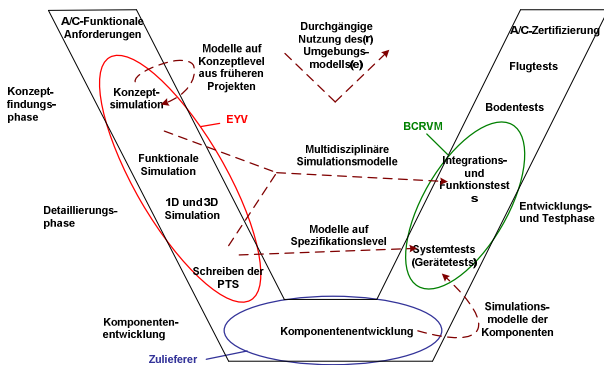 A/C-Funktionale
Anforderungen
Konzept-
findungs-
phase
Konzept-
simulation
Modelle auf
Konzeptlevel
aus früheren
Projekten
Durchgängige
Nutzung des(r)
Umgebungs-
modells(e)
A/C-Zertifizierung
Flugtests
Bodentests
EYV
BCRVM
Funktionale
Simulation
Multidisziplinäre
Simulationsmodelle
Integrations-
und
Funktionstest
s
Detaillierungs-
phase
1D und 3D
Simulation
Modelle auf
Spezifikationslevel
Entwicklungs-
und Testphase
Schreiben der
PTS
Systemtests
(Gerätetests)
Komponenten-
entwicklung
Komponentenentwicklung
Simulations-
modelle der
Komponenten
Zulieferer